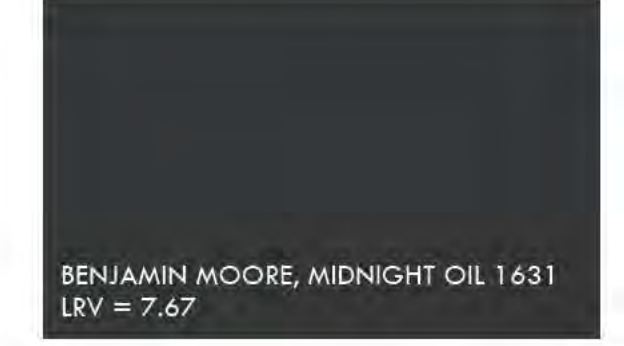 BENJAMIN MOORE, MIDNIGHT OIL 1631
LRV = 7.67